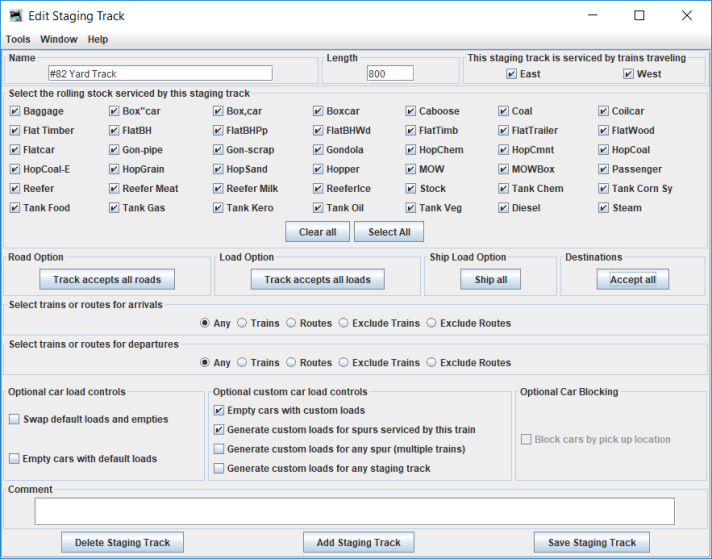 Edit Staging Track
Tools Window Help
Name Length This staging track is serviced by trains traveling
#82 Yard Track 800 East West
Select the rolling stock serviced by this staging track
Baggage Box"car Box,car Boxcar Caboose Coal Coilcar
Flat Timber FlatBH FlatBHPp FlatBHWd FlatTimb FlatTrailer FlatWood
Flatcar Gon-pipe Gon-scrap Gondola HopChem HopCmnt HopCoal
HopCoal-E HopGrain HopSand Hopper MOW MOWBox Passenger
Reefer Reefer Meat Reefer Milk ReeferIce Stock Tank Chem Tank Corn Sy
Tank Food Tank Gas Tank Kero Tank Oil Tank Veg Diesel Steam
Clear all Select All
Road Option Load Option Ship Load Option Destinations
Track accepts all roads Track accepts all loads Ship all Accept all
Select trains or routes for arrivals
Any Trains Routes Exclude Trains Exclude Routes
Select trains or routes for departures
Any Trains Routes Exclude Trains Exclude Routes
Optional car load controls Optional custom car load controls Optional Car Blocking
Empty cars with custom loads
Swap default loads and empties
Generate custom loads for spurs serviced by this train
Block cars by pick up location
Generate custom loads for any spur (multiple trains)
Empty cars with default loads
Generate custom loads for any staging track
Comment
Delete Staging Track Add Staging Track Save Staging Track